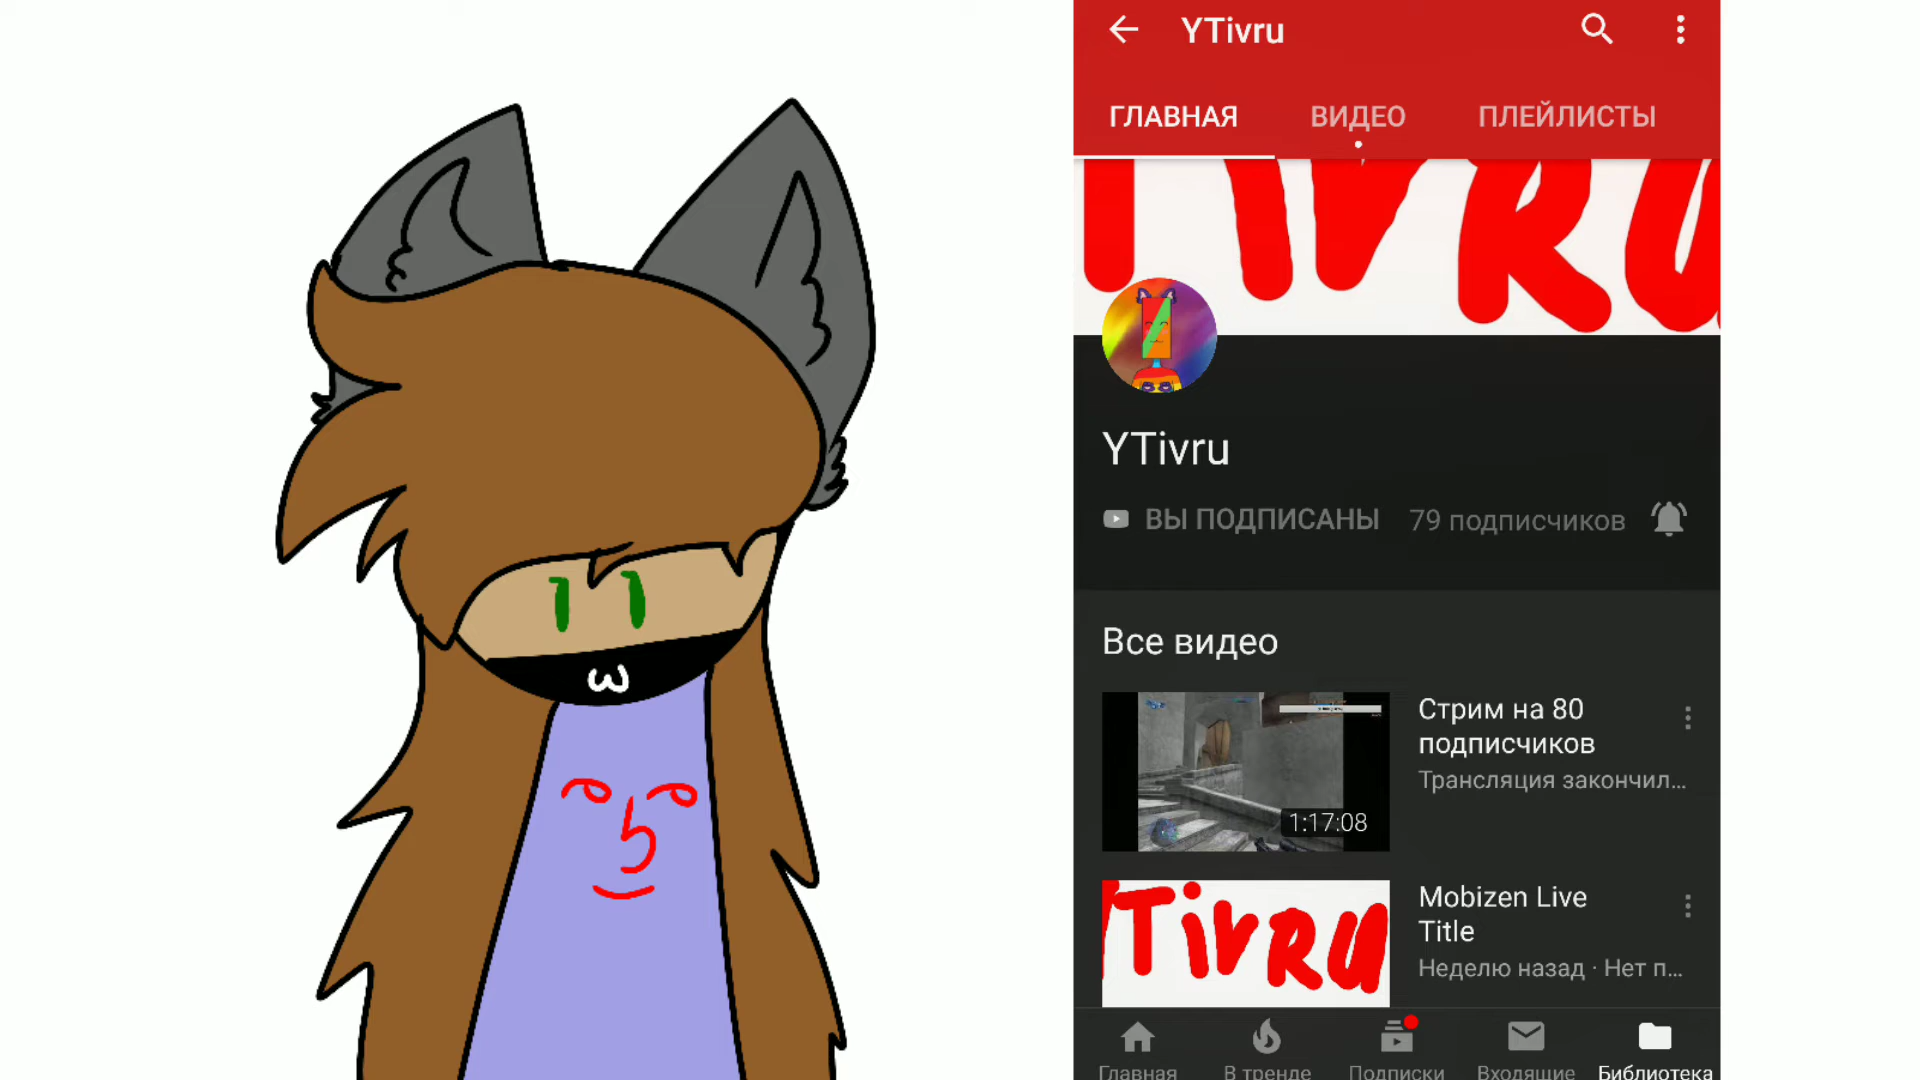 YTivru
ГЛАВНАЯ ВИДЕО ПЛЕЙЛИСТЫ
YTivru
ВЫ ПОДПИСАНЫ 79 подписчиков
Все видео
Стрим на 80
подписчиков
Трансляция закончил...
1:17:08
Mobizen Live
Title
Неделю назад · Нет п...
YTivRu
Главная В тренде Подписки Входящие Библиотека
ω